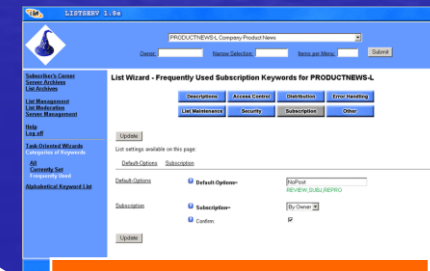 LISTSERV 1.8e
PRODUCTNEWS-L Company Product News
Owner: Narrow Selection: Items per Menu: Submit
Subscriber's Corner
Server Archives
List Archives
List Management
List Moderation
Server Management
Help
Log off
Task-Oriented Wizards
Categories of Keywords
All
Currently Set
Frequently Used
Alphabetical Keyword List
List Wizard - Frequently Used Subscription Keywords for PRODUCTNEWS-L
Descriptions Access Control Distribution Error Handling
List Maintenance Security Subscription Other
Update
List settings available on this page:
Default-Options Subscription
Default-Options Default-Options= NoPost
REVIEW,SUBJ,REPRO
Subscription Subscription= By Owner
Confirm
Update